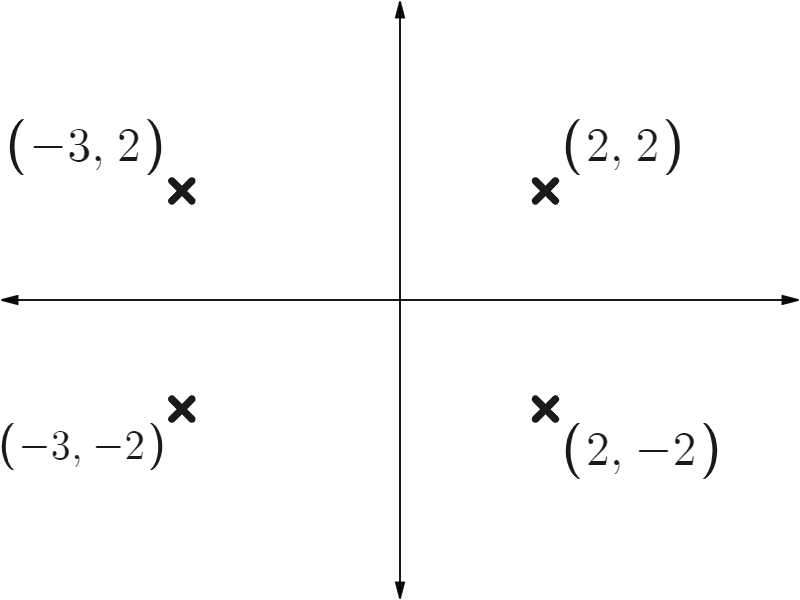 (−3, 2)
(2, 2)
(−3, −2)
(2, −2)